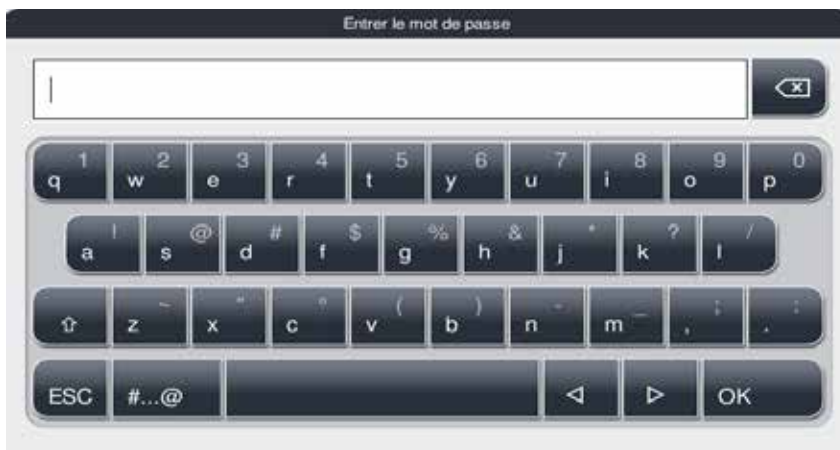 Entrer le mot de passe
1 2 3 4 5 6 7 8 9 0
q w e r t y u i o p
! @ # $ % & * ? /
a s d f g h j k l
~ " ° ( ) - _ ; :
z x c v b n m , .
ESC #...@ OK